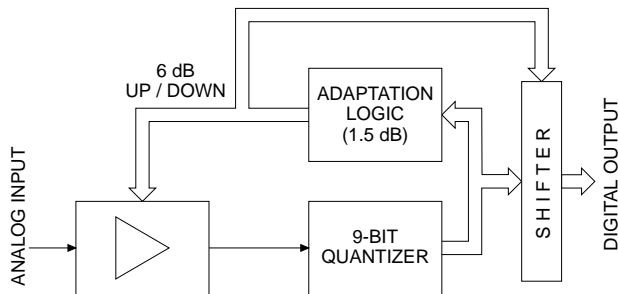 6 dB
UP / DOWN
ADAPTATION
LOGIC
(1.5 dB)
ANALOG INPUT
9-BIT
QUANTIZER
SHIFTER
DIGITAL OUTPUT